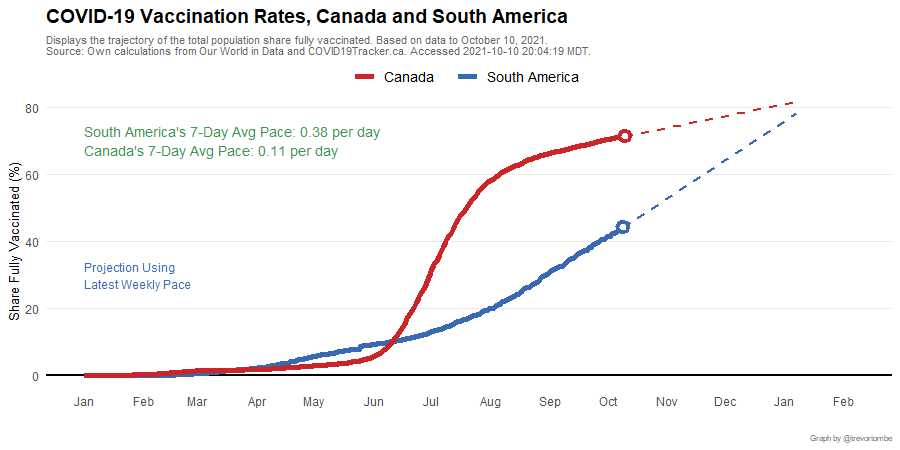 COVID-19 Vaccination Rates, Canada and South America
Displays the trajectory of the total population share fully vaccinated. Based on data to October 10, 2021.
Source: Own calculations from Our World in Data and COVID19Tracker.ca. Accessed 2021-10-10 20:04:19 MDT.
Canada South America
80
South America's 7-Day Avg Pace: 0.38 per day
Canada's 7-Day Avg Pace: 0.11 per day
Share Fully Vaccinated (%)
60
40
Projection Using
Latest Weekly Pace
20
0
Jan Feb Mar Apr May Jun Jul Aug Sep Oct Nov Dec Jan Feb
Graph by @trevortombe